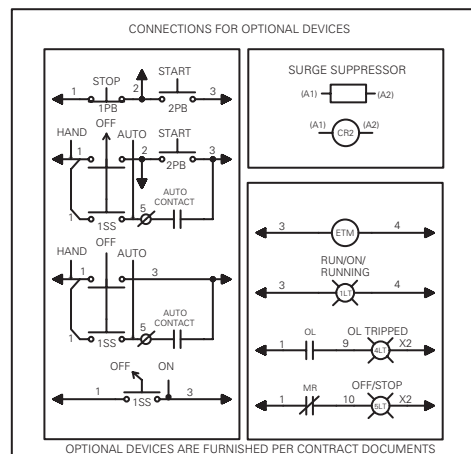 CONNECTIONS FOR OPTIONAL DEVICES
STOP
START
1
2
3
1PB
2PB
OFF
HAND
AUTO
START
1
2
3
2PB
AUTO
CONTACT
5
1
1SS
OFF
HAND
AUTO
1
3
AUTO
CONTACT
5
1
1SS
OFF
ON
1
3
1SS
SURGE SUPPRESSOR
(A1)
(A2)
(A1)
CR2
(A2)
3
ETM
4
RUN/ON/
RUNNING
3
1LT
4
OL
OL TRIPPED
1
9
4LT
X2
MR
OFF/STOP
1
10
5LT
X2
OPTIONAL DEVICES ARE FURNISHED PER CONTRACT DOCUMENTS